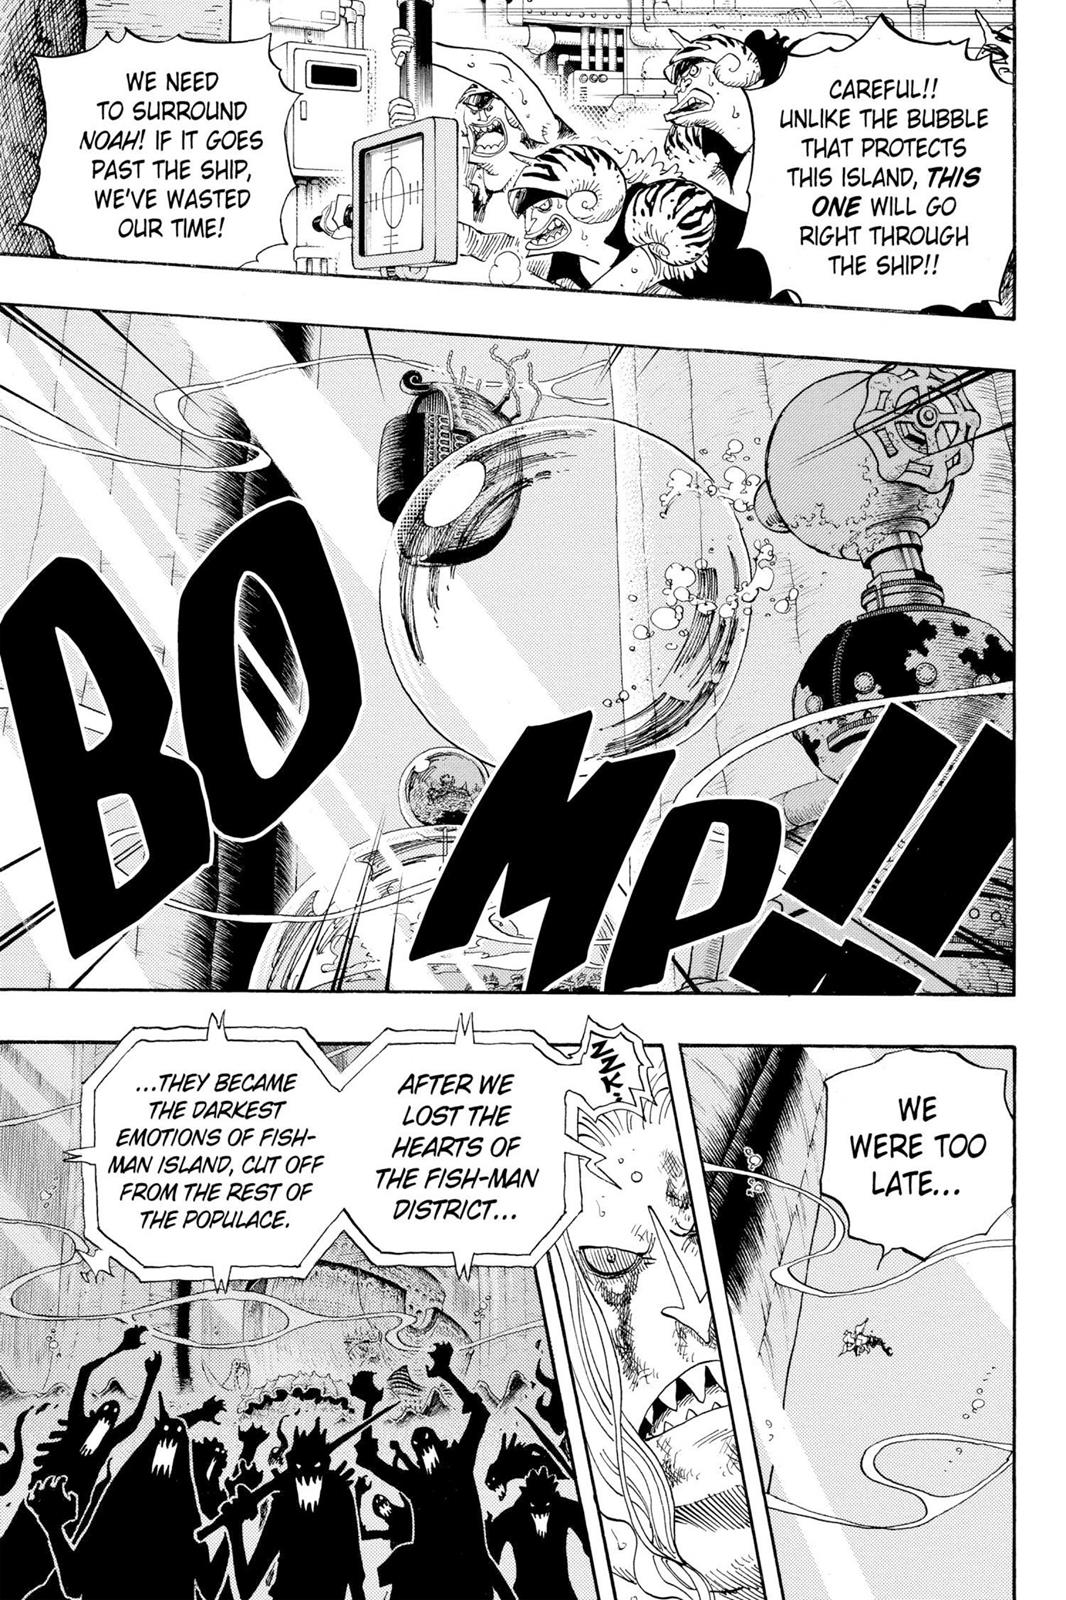 CAREFUL!!
UNLIKE THE BUBBLE
THAT PROTECTS
THIS ISLAND, THIS
ONE WILL GO
RIGHT THROUGH
THE SHIP!!
WE NEED
TO SURROUND
NOAH! IF IT GOES
PAST THE SHIP,
WE'VE WASTED
OUR TIME!
BOMP!!
WE
WERE TOO
LATE...
ZZK...
AFTER WE
LOST THE
HEARTS OF
THE FISH-MAN
DISTRICT...
...THEY BECAME
THE DARKEST
EMOTIONS OF FISH-
MAN ISLAND, CUT OFF
FROM THE REST OF
THE POPULACE.